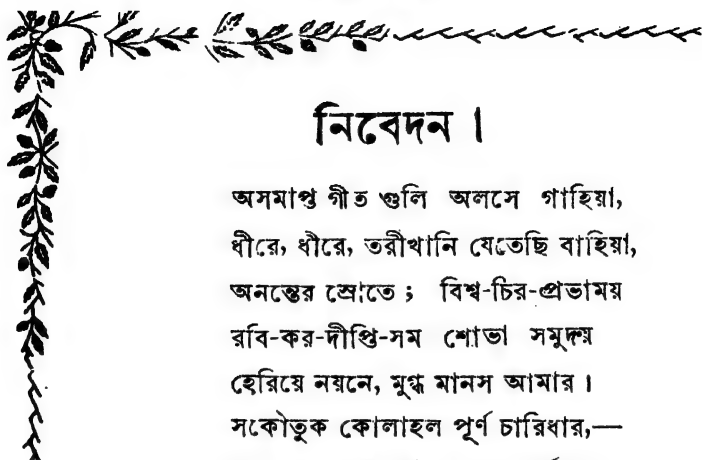 নিবেদন ।
অসমাপ্ত গীত গুলি অলসে গাহিয়া,
ধীরে, ধীরে, তরীখানি যেতেছি বাহিয়া,
অনন্তের স্রোতে ; বিশ্ব-চির-প্রভাময়
রবি-কর-দীপ্তি-সম শোভা সমুদয়
হেরিয়ে নয়নে, মুগ্ধ মানস আমার ।
সকৌতুক কোলাহল পূর্ণ চারিধার,—